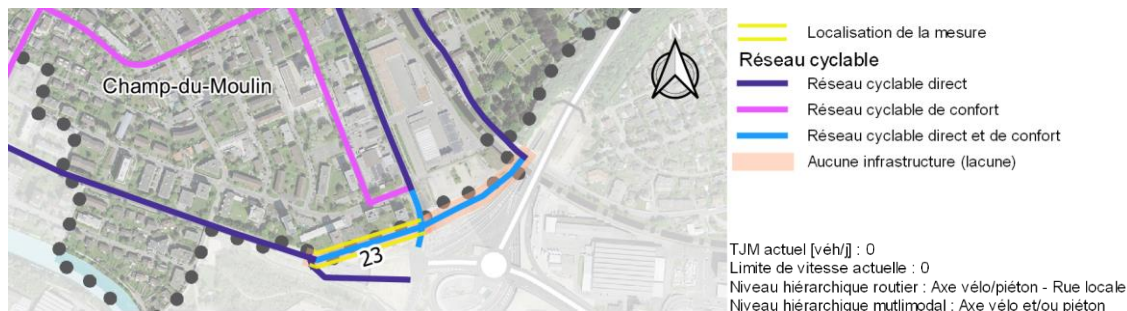 Champ-du-Moulin
23
N
Localisation de la mesure
Réseau cyclable
Réseau cyclable direct
Réseau cyclable de confort
Réseau cyclable direct et de confort
Aucune infrastructure (lacune)
TJM actuel [véh/j] : 0
Limite de vitesse actuelle : 0
Niveau hiérarchique routier : Axe vélo/piéton - Rue locale
Niveau hiérarchique mutlimodal : Axe vélo et/ou piéton